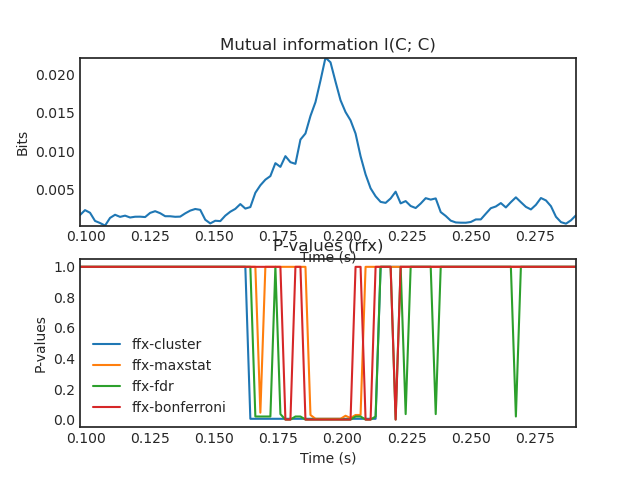 Mutual information I(C; C)
0.020
0.015
0.010
0.005
Bits
0.100 0.125 0.150 0.175 0.200 0.225 0.250 0.275
Time (s)
P-values (rfx)
1.0
0.8
0.6
0.4
0.2
0.0
P-values
ffx-cluster
ffx-maxstat
ffx-fdr
ffx-bonferroni
0.100 0.125 0.150 0.175 0.200 0.225 0.250 0.275
Time (s)